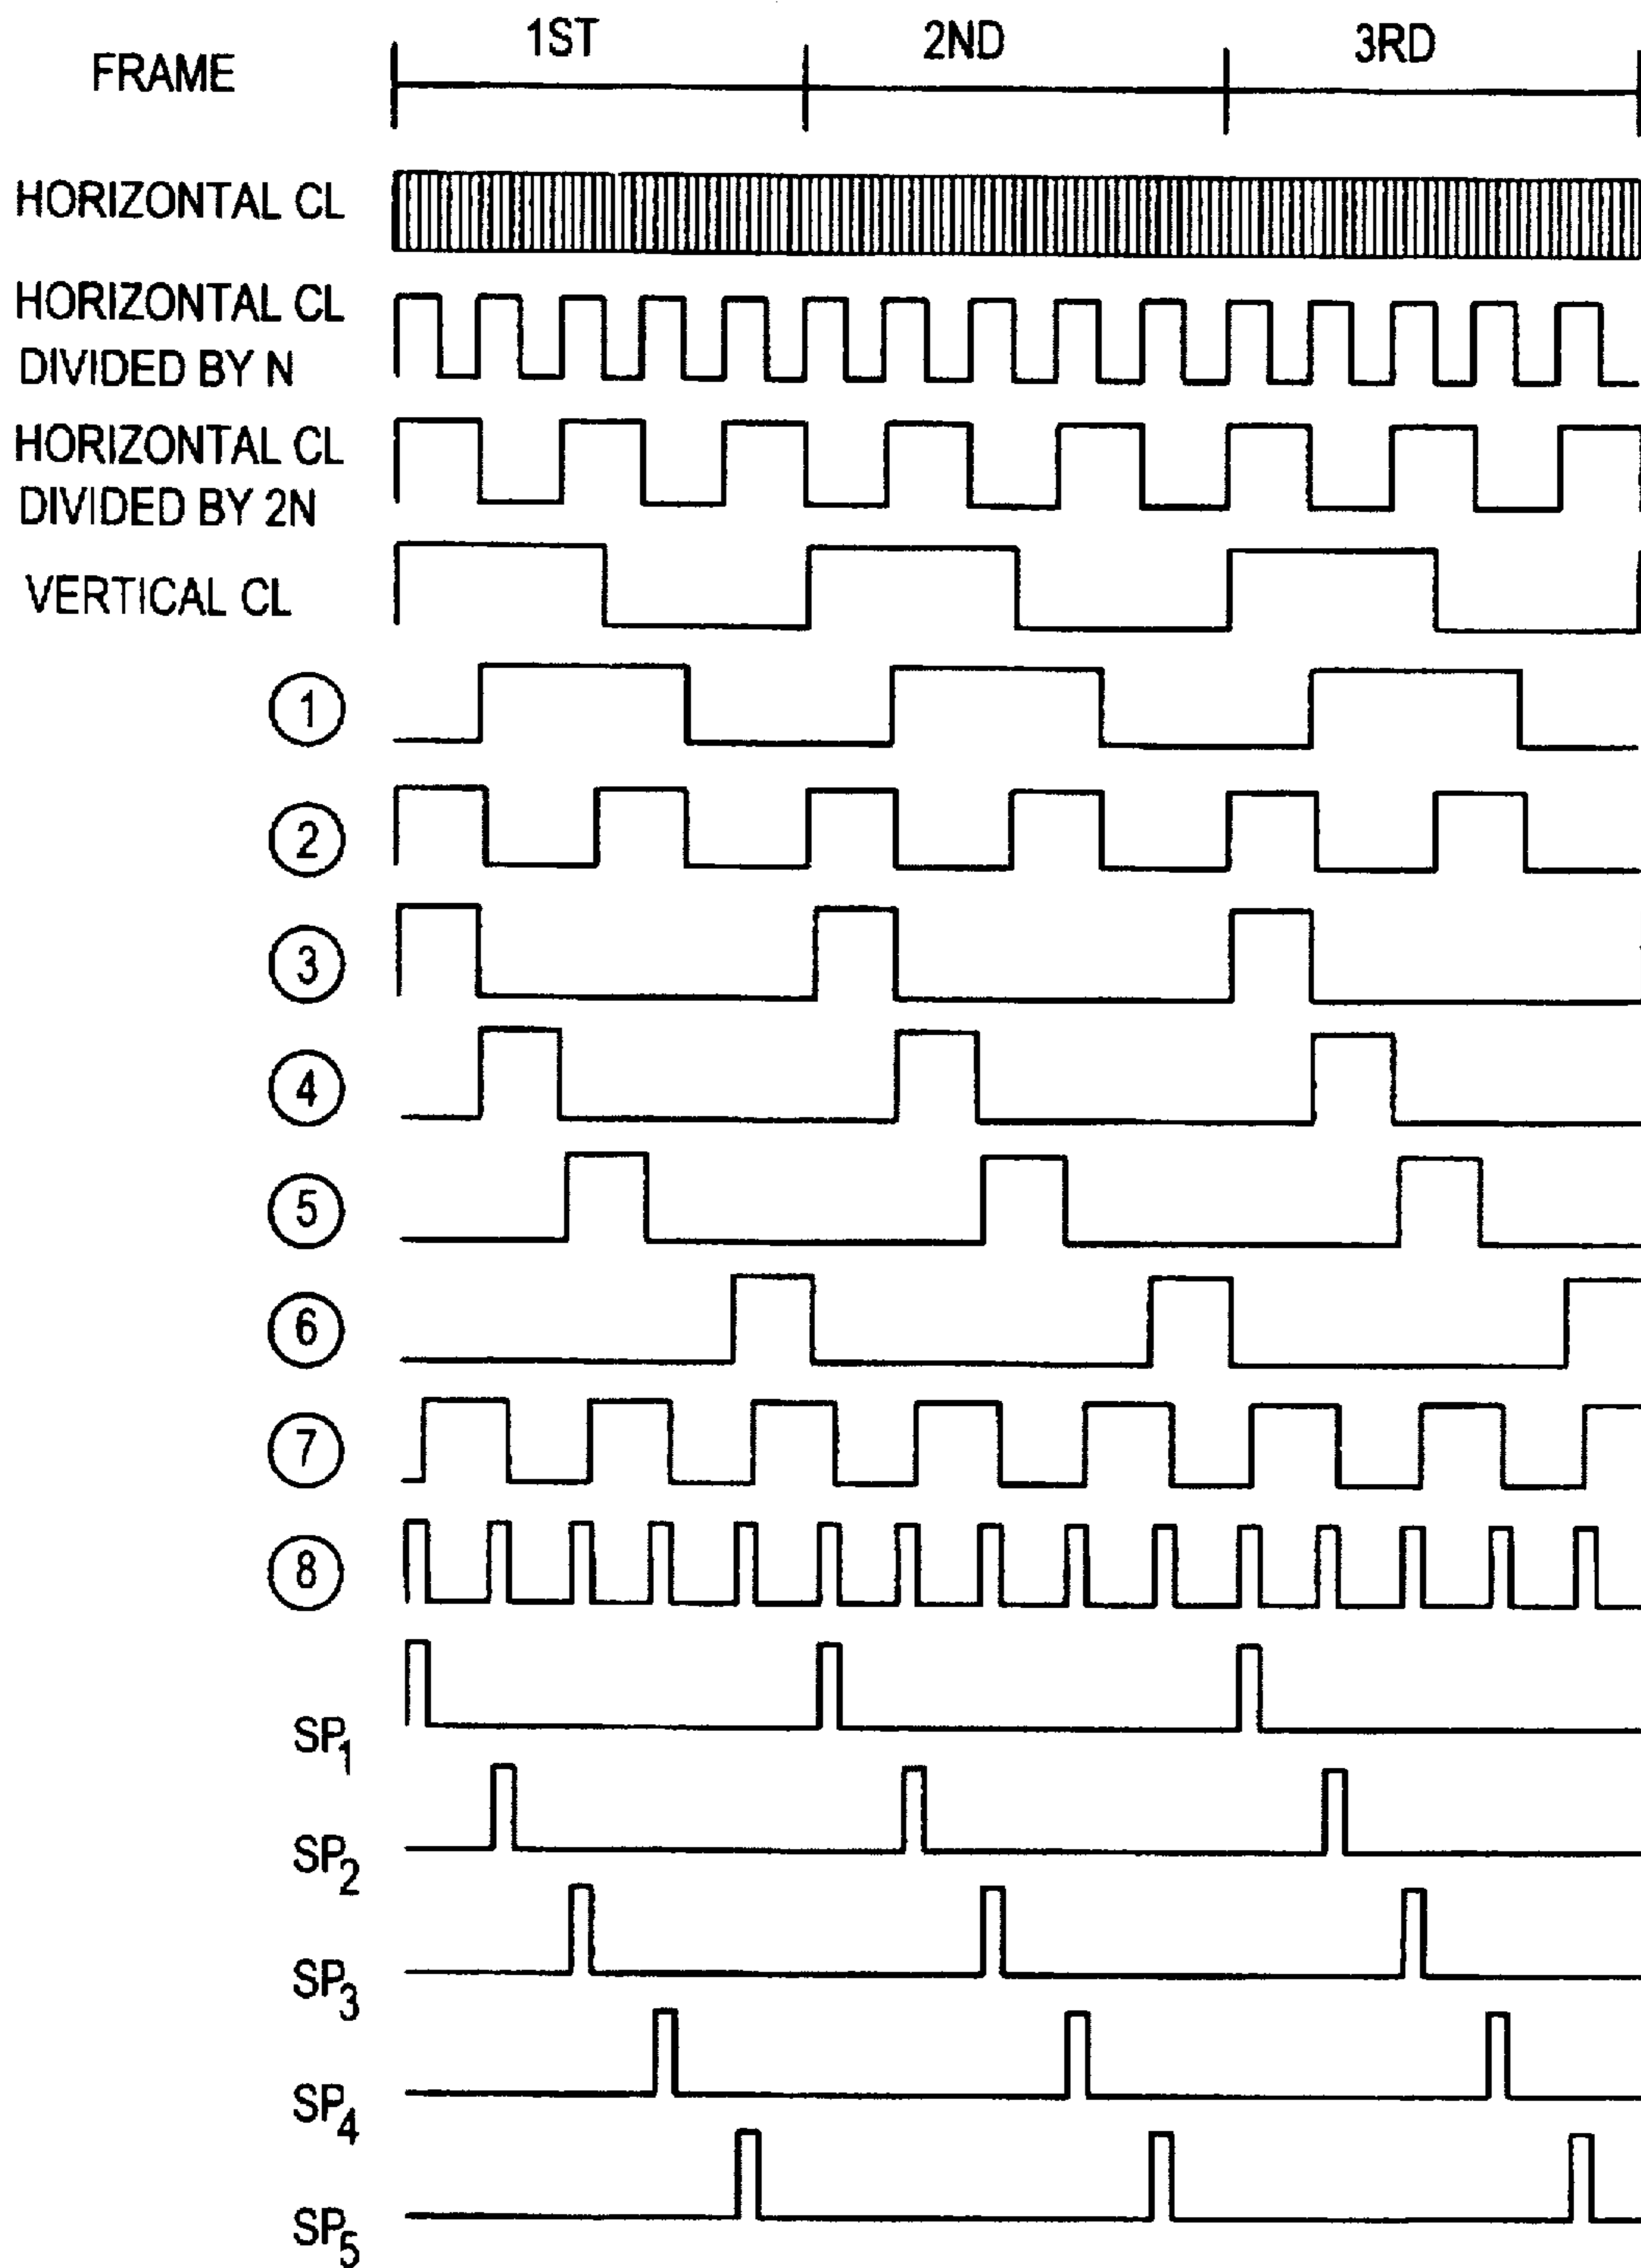 FRAME 1ST 2ND 3RD
HORIZONTAL CL
HORIZONTAL CL
DIVIDED BY N
HORIZONTAL CL
DIVIDED BY 2N
VERTICAL CL
1
2
3
4
5
6
7
8
SP1
SP2
SP3
SP4
SP5